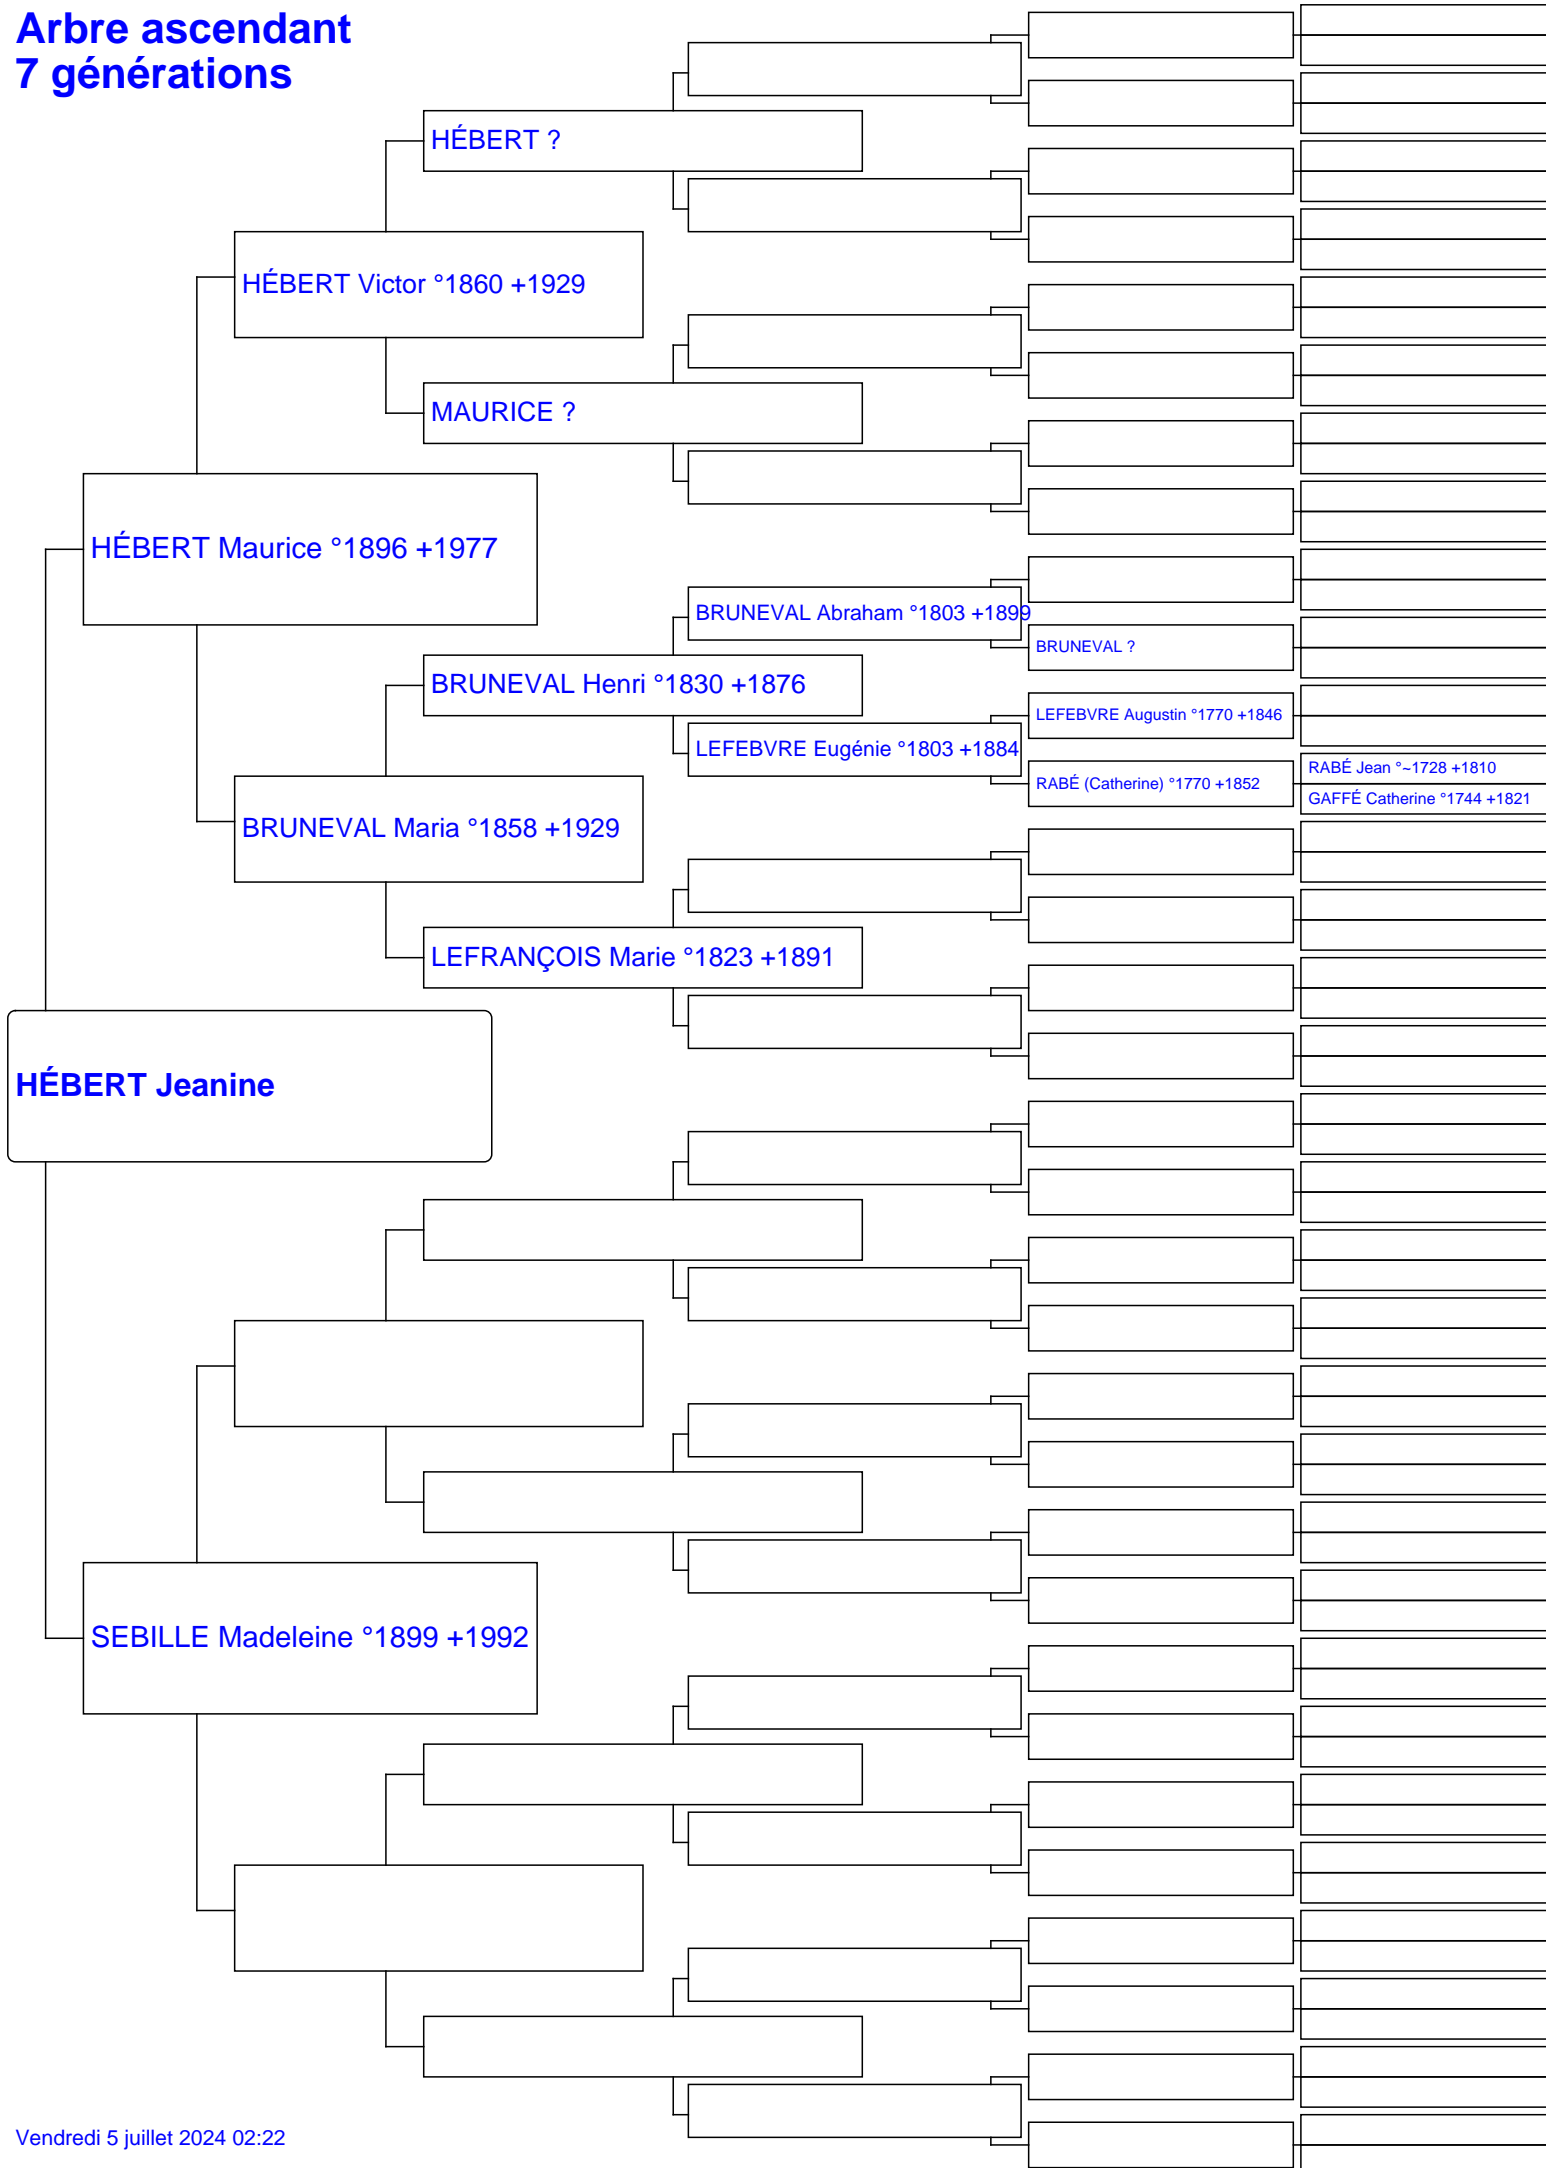 Arbre ascendant
7 générations
HÉBERT ?
HÉBERT Victor °1860 +1929
MAURICE ?
HÉBERT Maurice °1896 +1977
BRUNEVAL Abraham °1803 +1899
BRUNEVAL ?
BRUNEVAL Henri °1830 +1876
LEFEBVRE Augustin °1770 +1846
LEFEBVRE Eugénie °1803 +1884
RABÉ Jean °~1728 +1810
RABÉ (Catherine) °1770 +1852
GAFFÉ Catherine °1744 +1821
BRUNEVAL Maria °1858 +1929
LEFRANÇOIS Marie °1823 +1891
HÉBERT Jeanine
SEBILLE Madeleine °1899 +1992
Vendredi 5 juillet 2024 02:22